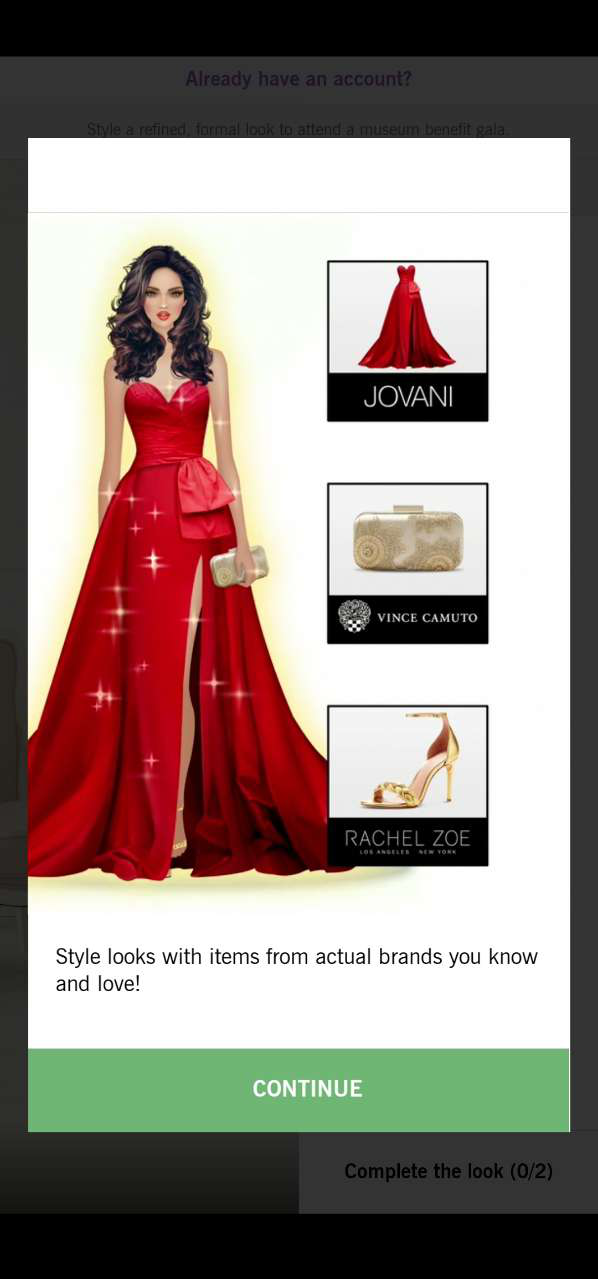 Already have an account?
Style a refined, formal look to attend a museum benefit gala.
JOVANI
VINCE CAMUTO
RACHEL ZOE
LOS ANGELES NEW YORK
Style looks with items from actual brands you know
and love!
CONTINUE
Complete the look (0/2)